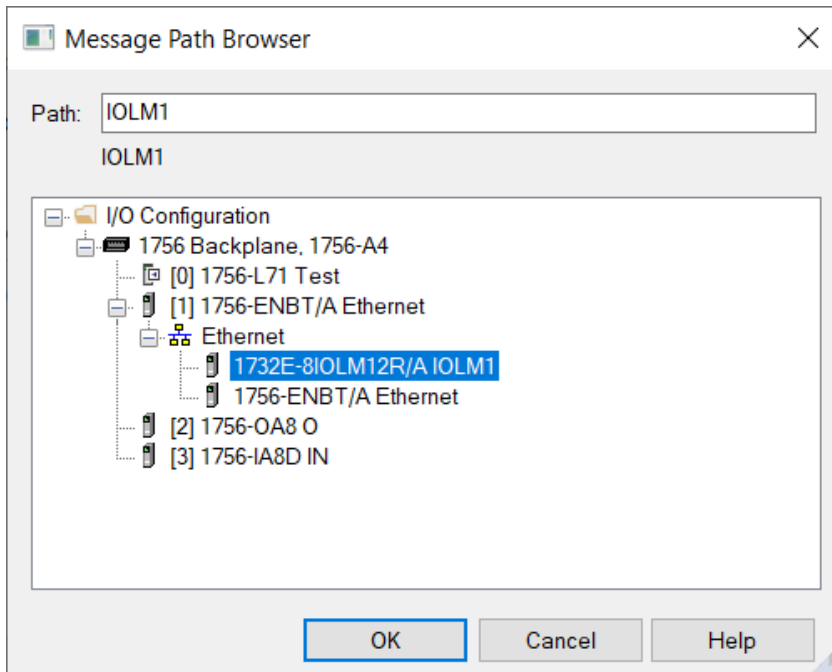 Message Path Browser
Path: IOLM1
IOLM1
I/O Configuration
1756 Backplane, 1756-A4
[0] 1756-L71 Test
[1] 1756-ENBT/A Ethernet
Ethernet
1732E-8IOLM12R/A IOLM1
1756-ENBT/A Ethernet
[2] 1756-OA8 O
[3] 1756-IA8D IN
OK Cancel Help